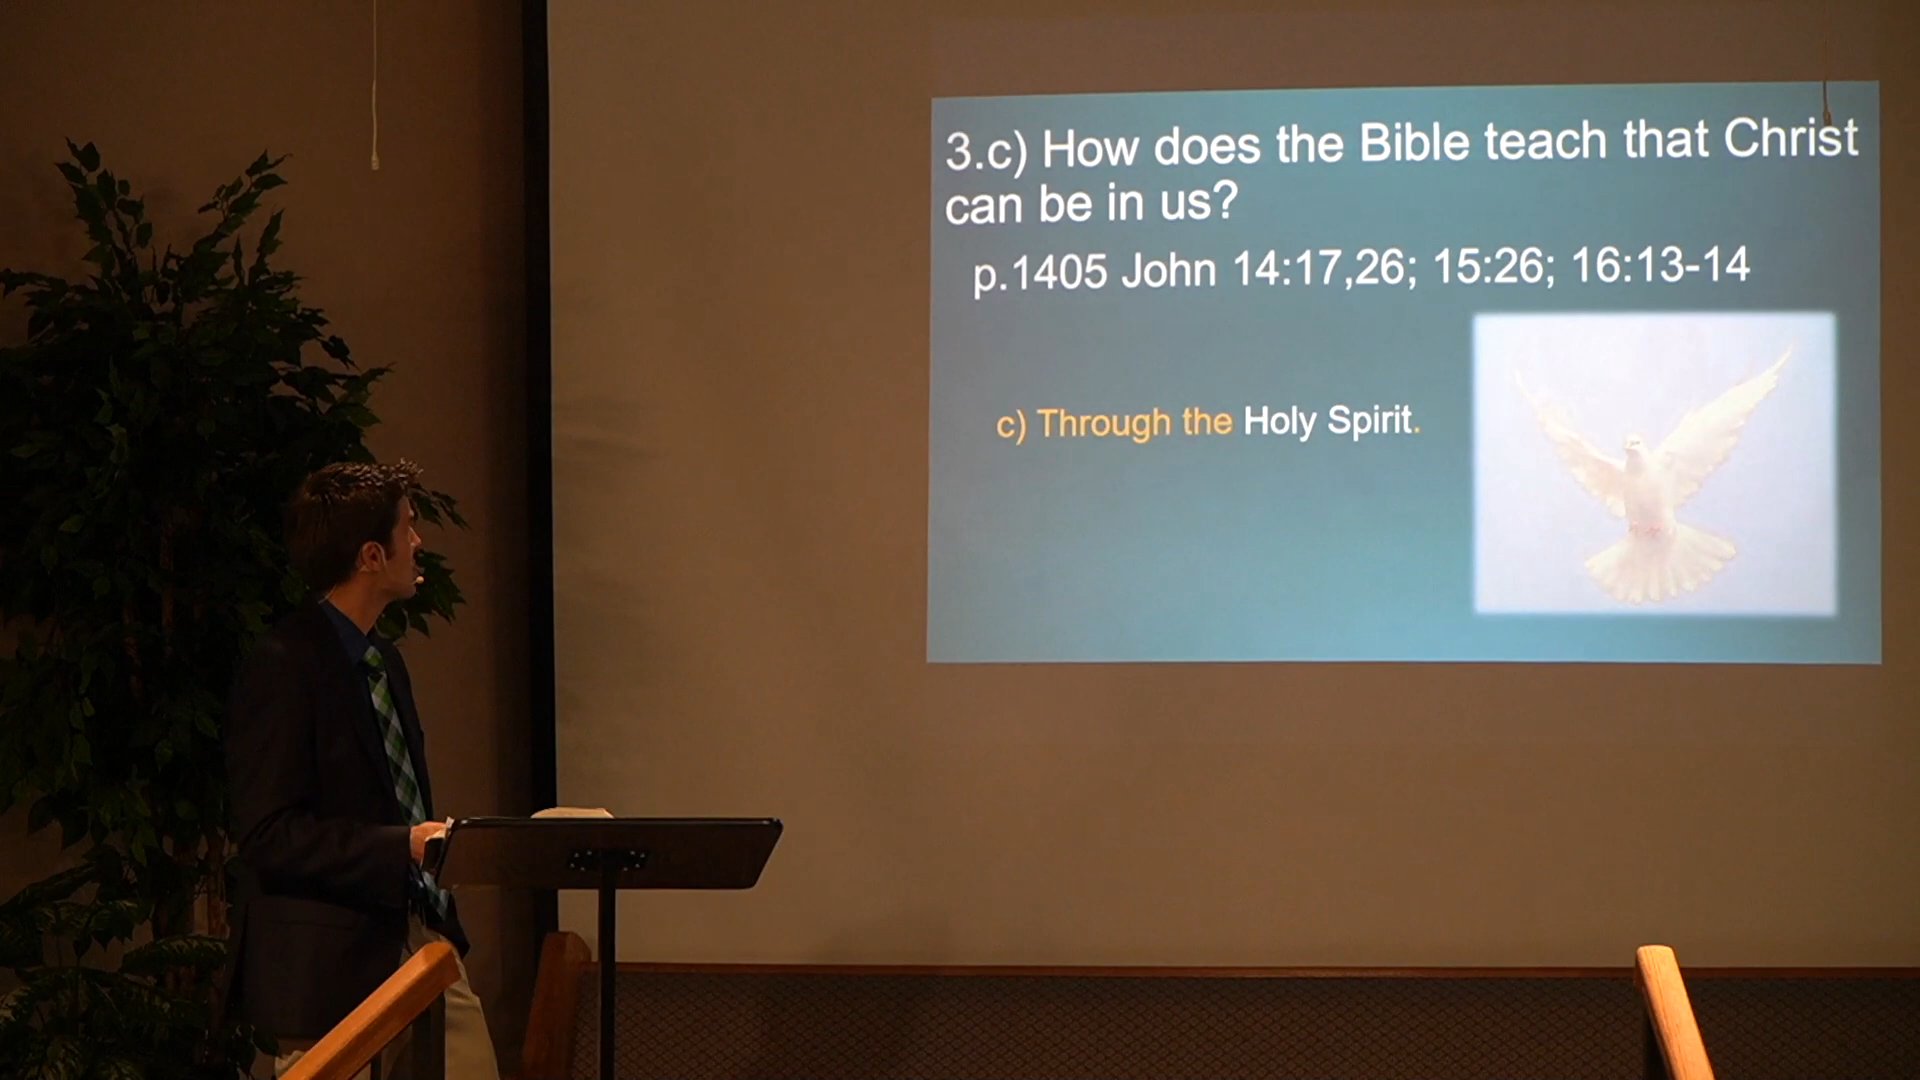 3.c) How does the Bible teach that Christ
can be in us?
p.1405 John 14:17,26; 15:26; 16:13-14
c) Through the Holy Spirit.